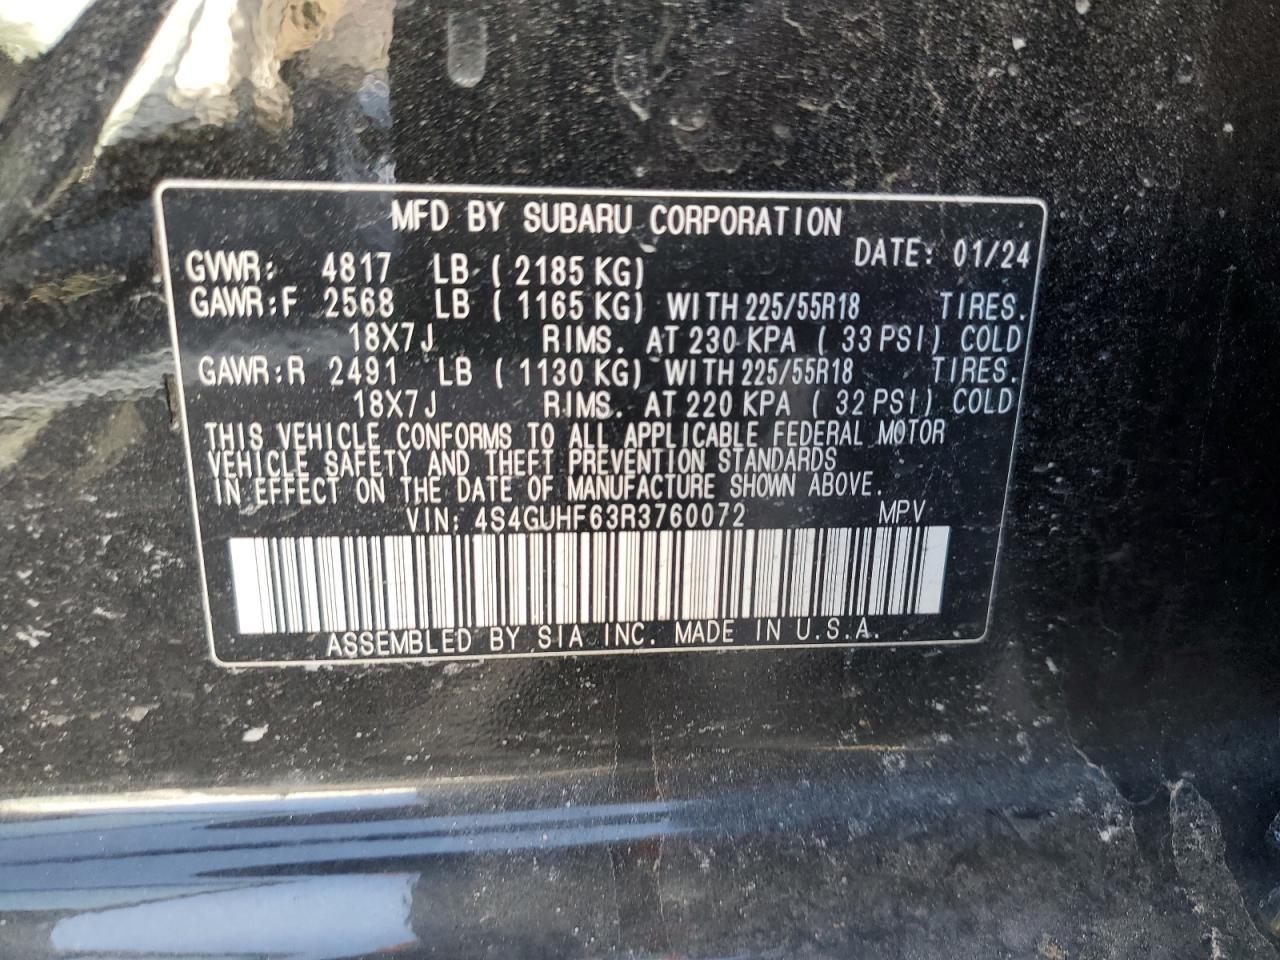 MFD BY SUBARU CORPORATION
DATE: 01/24
GVWR: 4817 LB ( 2185 KG)
GAWR:F 2568 LB ( 1165 KG) WITH 225/55R18 TIRES.
18X7J RIMS. AT 230 KPA ( 33 PSI) COLD
GAWR:R 2491 LB ( 1130 KG) WITH 225/55R18 TIRES.
18X7J RIMS. AT 220 KPA ( 32 PSI) COLD
THIS VEHICLE CONFORMS TO ALL APPLICABLE FEDERAL MOTOR
VEHICLE SAFETY AND THEFT PREVENTION STANDARDS
IN EFFECT ON THE DATE OF MANUFACTURE SHOWN ABOVE.
VIN: 4S4GUHF63R3760072 MPV
ASSEMBLED BY SIA INC. MADE IN U.S.A.